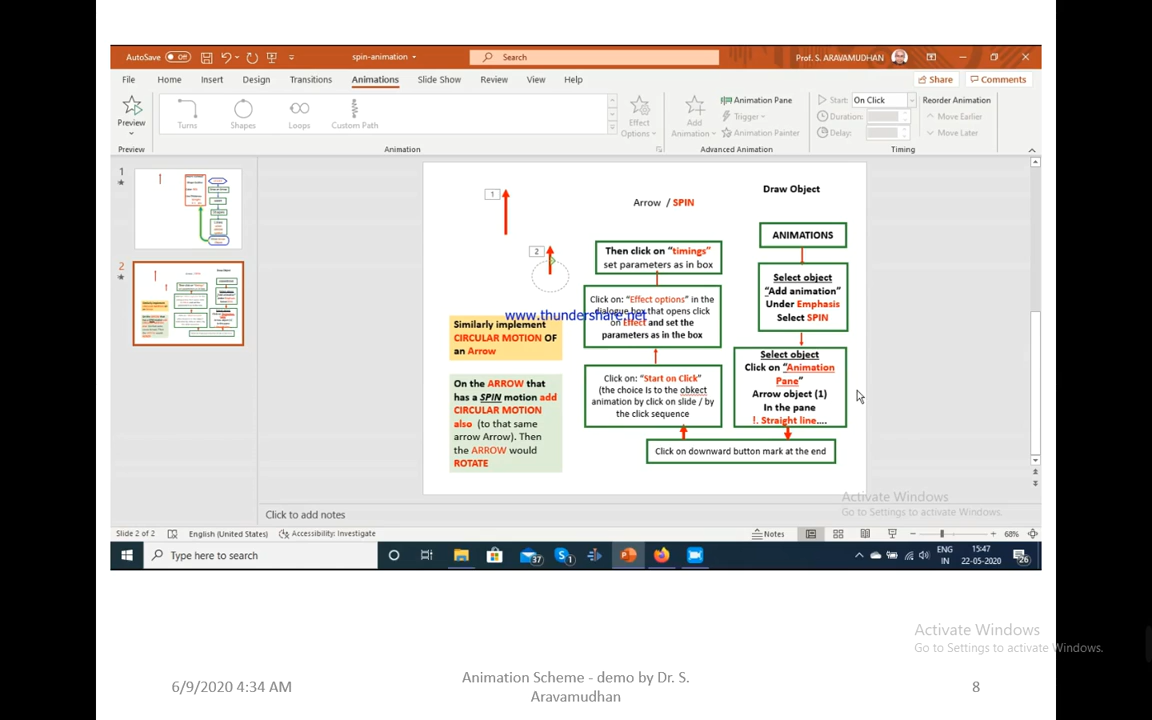 AutoSave Off
spin-animation
Search
Prof. S. ARAVAMUDHAN
File Home Insert Design Transitions Animations Slide Show Review View Help
Share Comments
Preview
Turns Shapes Loops Custom Path
Effect
Options
Add
Animation
Animation Pane
Trigger
Animation Painter
Start: On Click
Duration:
Delay:
Reorder Animation
Move Earlier
Move Later
Preview Animation Advanced Animation Timing
1
2
1
2
Arrow / SPIN
Draw Object
ANIMATIONS
Select object
"Add animation"
Under Emphasis
Select SPIN
Select object
Click on "Animation
Pane"
Arrow object (1)
In the pane
!. Straight line....
Click on downward button mark at the end
Click on: "Start on Click"
(the choice Is to the obkect
animation by click on slide / by
the click sequence
Click on: "Effect options" in the
dialogue box that opens click
on Effect and set the
parameters as in the box
Then click on "timings"
set parameters as in box
www.thundershare.net
Similarly implement
CIRCULAR MOTION OF
an Arrow
On the ARROW that
has a SPIN motion add
CIRCULAR MOTION
also (to that same
arrow Arrow). Then
the ARROW would
ROTATE
Activate Windows
Go to Settings to activate Windows.
Click to add notes
Slide 2 of 2 English (United States) Accessibility: Investigate Notes 68%
Type here to search
37
1
ENG
IN
15:47
22-05-2020
26
Activate Windows
Go to Settings to activate Windows.
6/9/2020 4:34 AM
Animation Scheme - demo by Dr. S.
Aravamudhan
8